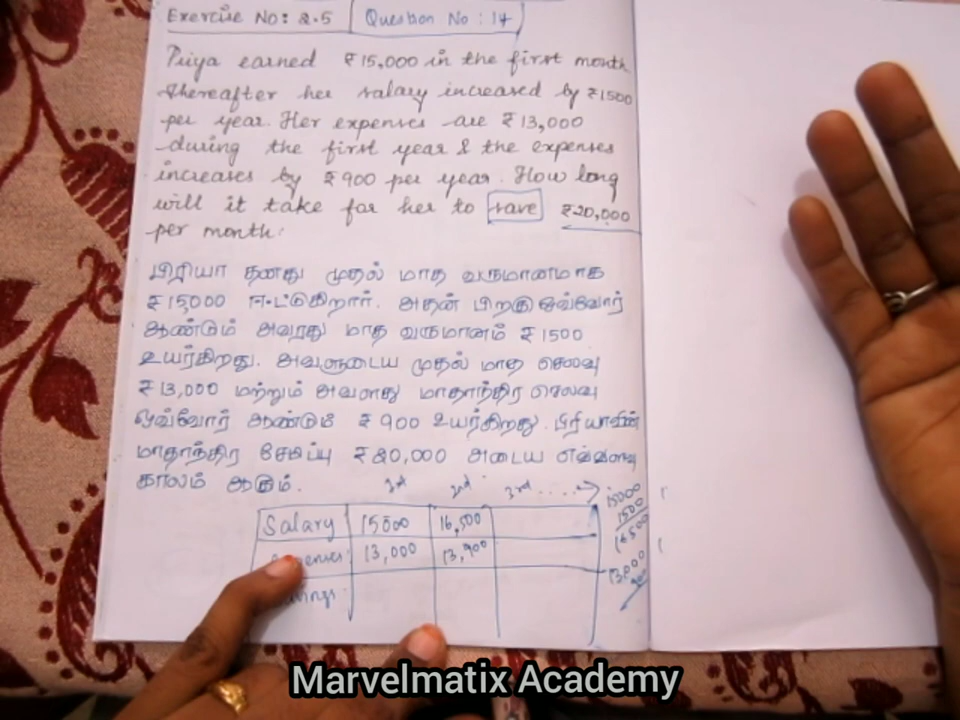 Exercise No: 2.5 Question No: 14
Priya earned ₹15,000 in the first month
thereafter her salary increased by ₹1500
per year. Her expenses are ₹13,000
during the first year & the expenses
increases by ₹900 per year. How long
will it take for her to save ₹20,000
per month:
பிரியா தனது முதல் மாத வருமானமாக
₹15,000 ஈட்டுகிறார். அதன் பிறகு ஒவ்வோர்
ஆண்டும் அவரது மாத வருமானம் ₹1500
உயர்கிறது. அவளுடைய முதல் மாத செலவு
₹13,000 மற்றும் அவளது மாதாந்திர செலவு
ஒவ்வோர் ஆண்டும் ₹900 உயர்கிறது. பிரியாவின்
மாதாந்திர சேமிப்பு ₹20,000 அடைய எவ்வளவு
காலம் ஆகும்.
2nd 3rd .....
15000
1500
16500
Salary 15000 16,500
13,000 13,900
13,000
900
Marvelmatix Academy